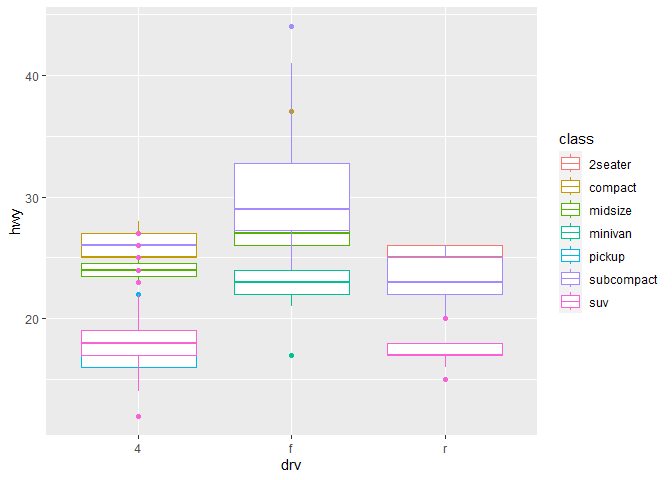 40
30
20
hwy
4
f
r
drv
class
2seater
compact
midsize
minivan
pickup
subcompact
suv